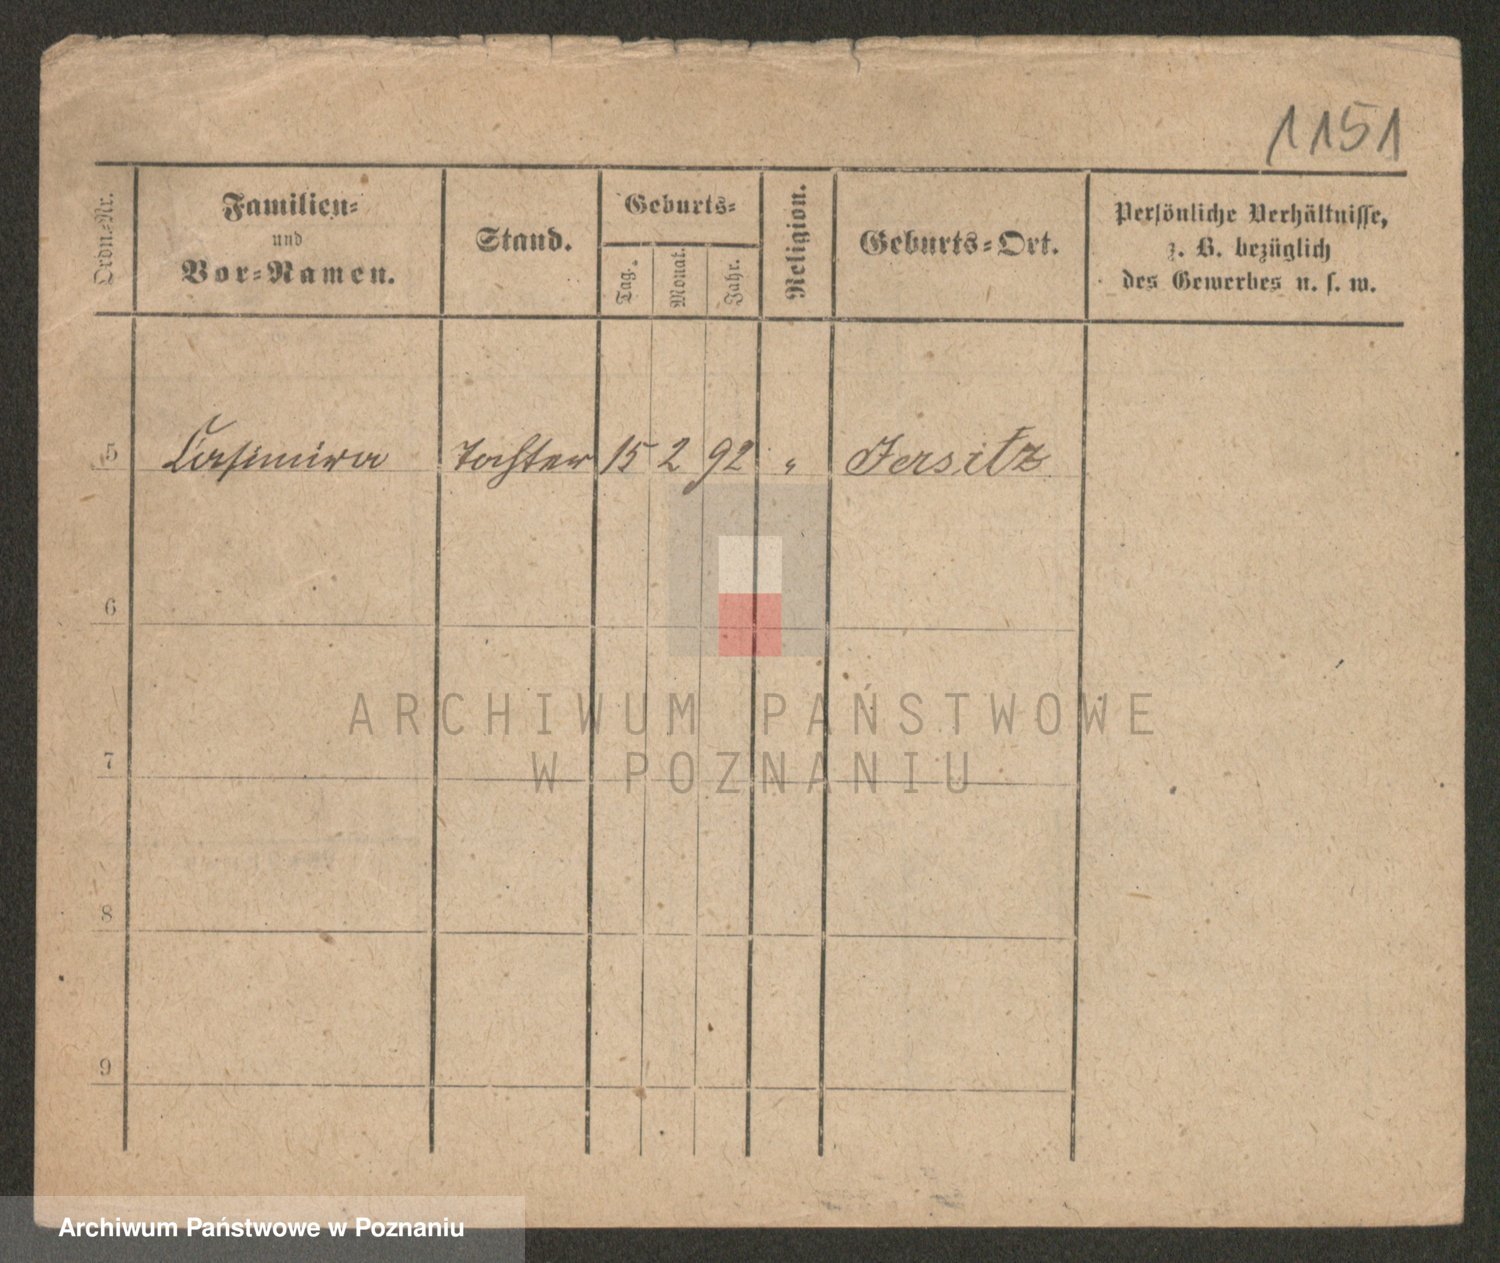 1151
Ordn.-Nr.
Familien-
und
Vor-Namen.
Stand.
Geburts-
Tag.
Monat.
Jahr.
Religion.
Geburts-Ort.
Persönliche Verhältnisse,
z. B. bezüglich
des Gewerbes u. s. w.
5 Casimira Tochter 15 2 92 " Jersitz
6
7
8
9
ARCHIWUM PAŃSTWOWE
W POZNANIU
Archiwum Państwowe w Poznaniu